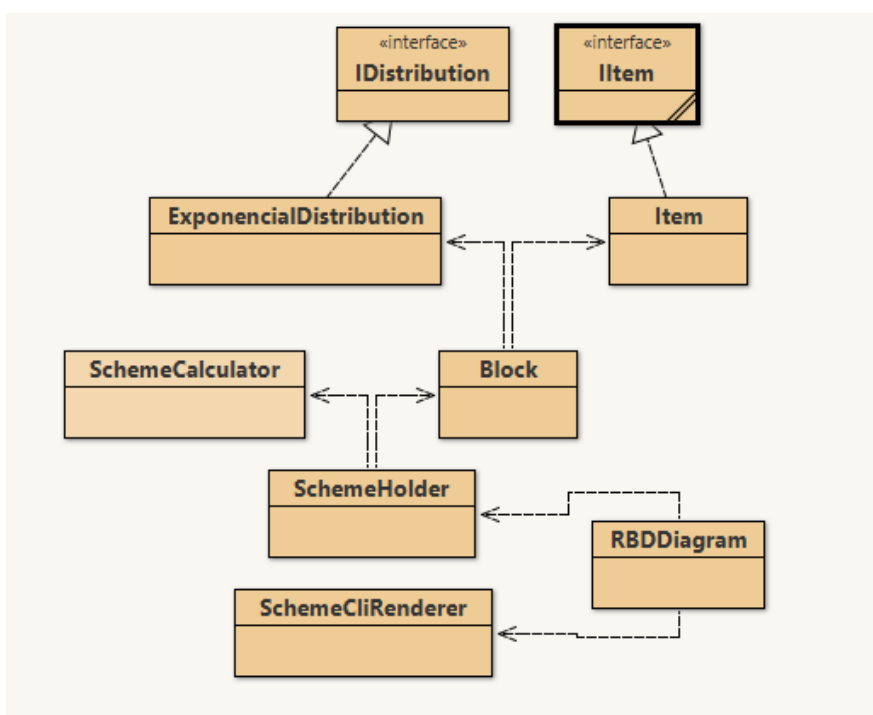 «interface»
IDistribution
«interface»
IItem
ExponencialDistribution
Item
SchemeCalculator
Block
SchemeHolder
RBDDiagram
SchemeCliRenderer